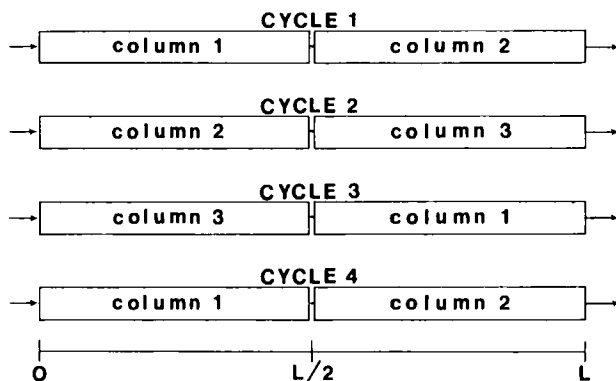 CYCLE 1
column 1 column 2
CYCLE 2
column 2 column 3
CYCLE 3
column 3 column 1
CYCLE 4
column 1 column 2
O L/2 L